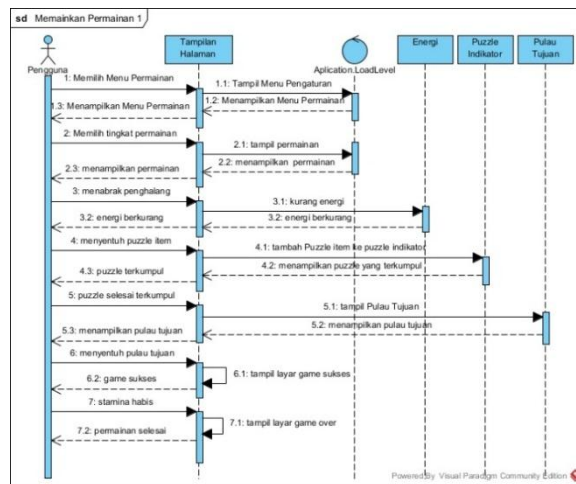 sd Memainkan Permainan 1
Pengguna
Tampilan
Halaman
Aplication.LoadLevel
Energi
Puzzle
Indikator
Pulau
Tujuan
1: Memilih Menu Permainan
1.1: Tampil Menu Pengaturan
1.2: Menampilkan Menu Permainan
1.3: Menampilkan Menu Permainan
2: Memilih tingkat permainan
2.1: tampil permainan
2.2: menampilkan permainan
2.3: menampilkan permainan
3: menabrak penghalang
3.1: kurang energi
3.2: energi berkurang
3.2: energi berkurang
4: menyentuh puzzle item
4.1: tambah Puzzle item ke puzzle indikator
4.2: menampilkan puzzle yang terkumpul
4.3: puzzle terkumpul
5: puzzle selesai terkumpul
5.1: tampil Pulau Tujuan
5.2: menampilkan pulau tujuan
5.3: menampilkan pulau tujuan
6: menyentuh pulau tujuan
6.1: tampil layar game sukses
6.2: game sukses
7: stamina habis
7.1: tampil layar game over
7.2: permainan selesai
Powered By Visual Paradigm Community Edition